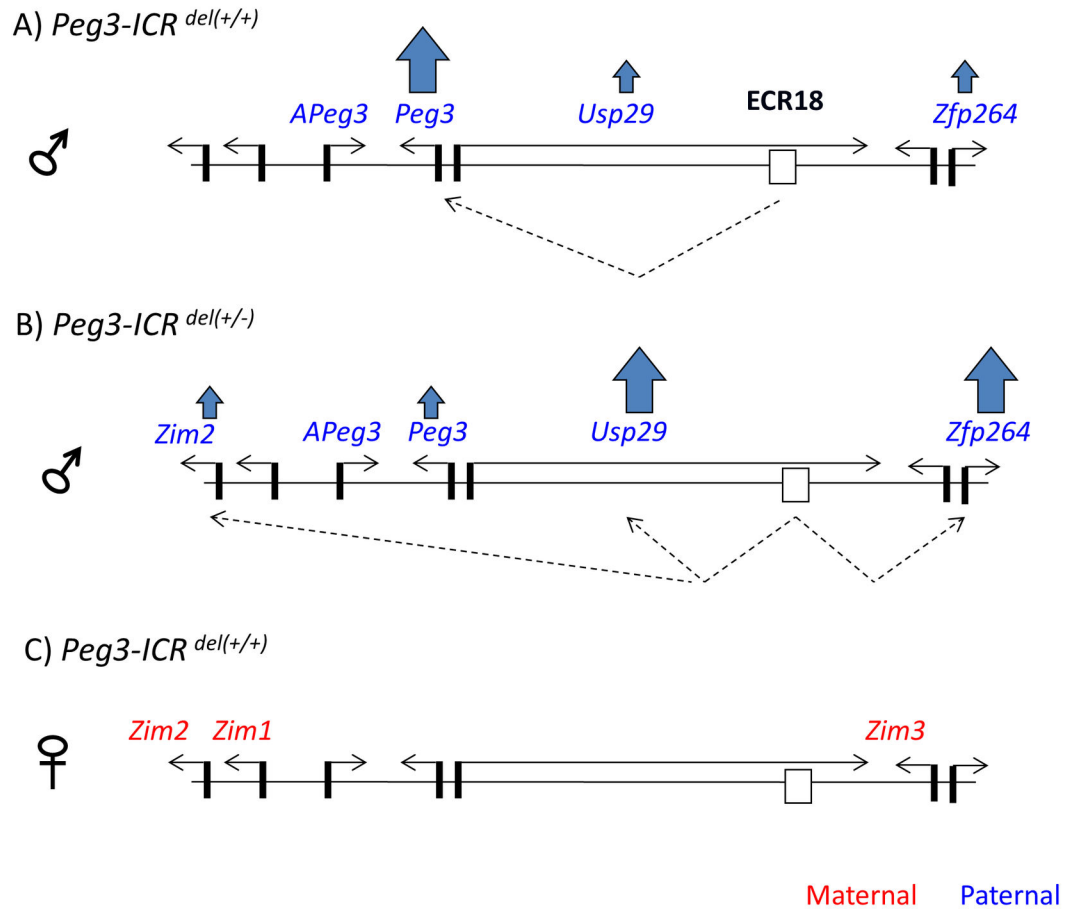 A) Peg3-ICR del(+/+)
APeg3 Peg3 Usp29 ECR18 Zfp264
B) Peg3-ICR del(+/-)
Zim2 APeg3 Peg3 Usp29 Zfp264
C) Peg3-ICR del(+/+)
Zim2 Zim1 Zim3
Maternal Paternal